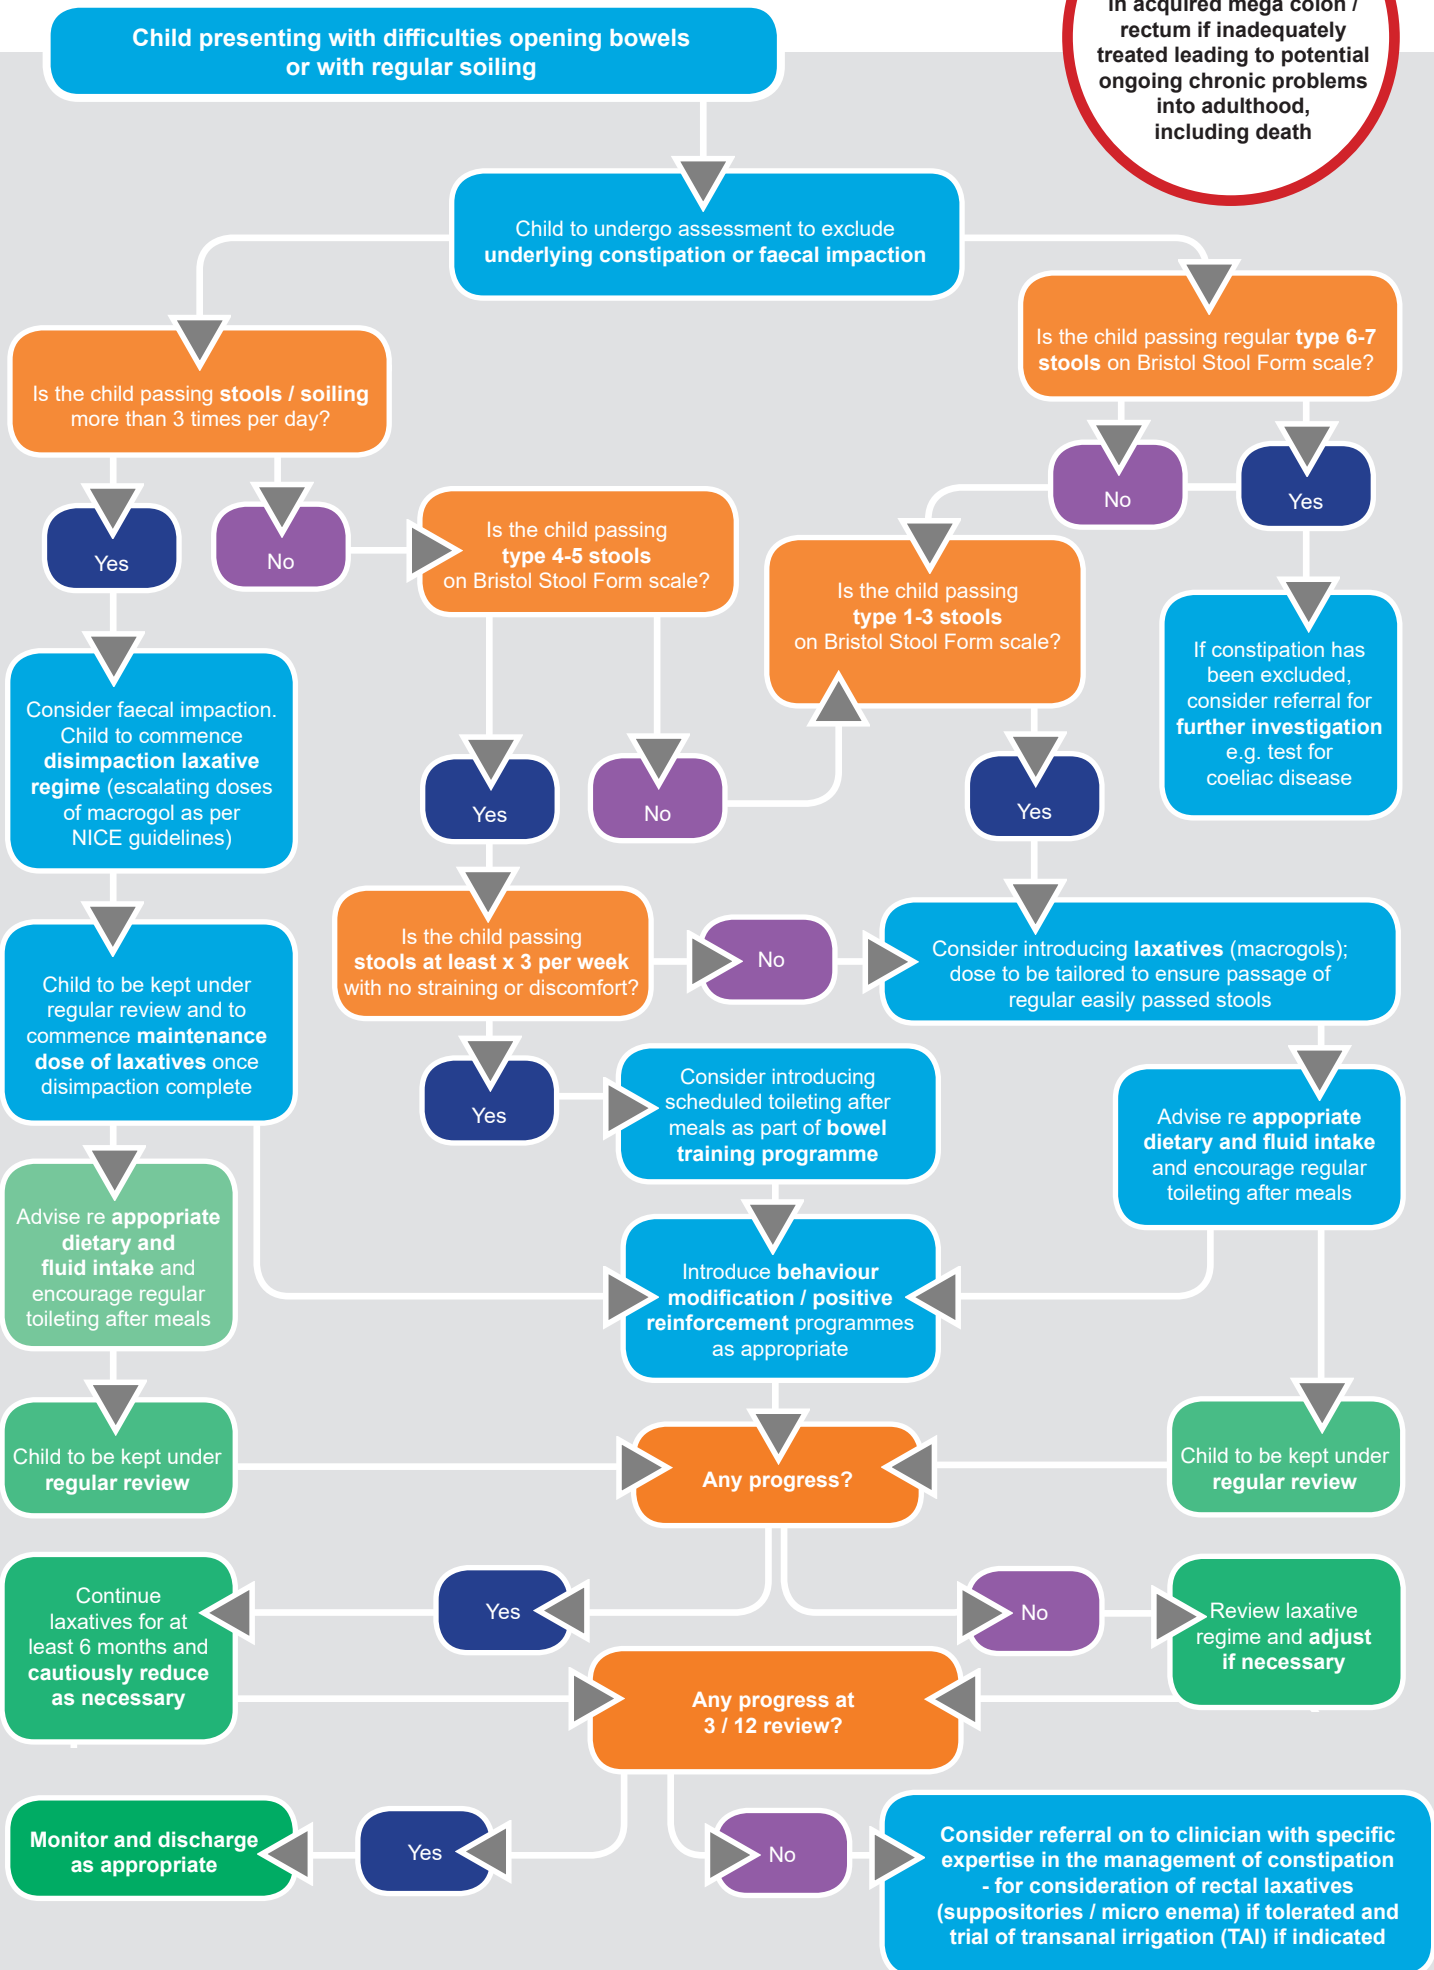 in acquired mega colon /
rectum if inadequately
treated leading to potential
ongoing chronic problems
into adulthood,
including death
Child presenting with difficulties opening bowels
or with regular soiling
Child to undergo assessment to exclude
underlying constipation or faecal impaction
Is the child passing stools / soiling
more than 3 times per day?
Is the child passing regular type 6-7
stools on Bristol Stool Form scale?
Yes
No
Is the child passing
type 4-5 stools
on Bristol Stool Form scale?
No
Yes
Is the child passing
type 1-3 stools
on Bristol Stool Form scale?
If constipation has
been excluded,
consider referral for
further investigation
e.g. test for
coeliac disease
Consider faecal impaction.
Child to commence
disimpaction laxative
regime (escalating doses
of macrogol as per
NICE guidelines)
Yes
No
Yes
Child to be kept under
regular review and to
commence maintenance
dose of laxatives once
disimpaction complete
Is the child passing
stools at least x 3 per week
with no straining or discomfort?
No
Consider introducing laxatives (macrogols);
dose to be tailored to ensure passage of
regular easily passed stools
Yes
Consider introducing
scheduled toileting after
meals as part of bowel
training programme
Advise re appopriate
dietary and fluid intake
and encourage regular
toileting after meals
Advise re appopriate
dietary and
fluid intake and
encourage regular
toileting after meals
Introduce behaviour
modification / positive
reinforcement programmes
as appropriate
Child to be kept under
regular review
Any progress?
Child to be kept under
regular review
Continue
laxatives for at
least 6 months and
cautiously reduce
as necessary
Yes
No
Review laxative
regime and adjust
if necessary
Any progress at
3 / 12 review?
Monitor and discharge
as appropriate
Yes
No
Consider referral on to clinician with specific
expertise in the management of constipation
- for consideration of rectal laxatives
(suppositories / micro enema) if tolerated and
trial of transanal irrigation (TAI) if indicated